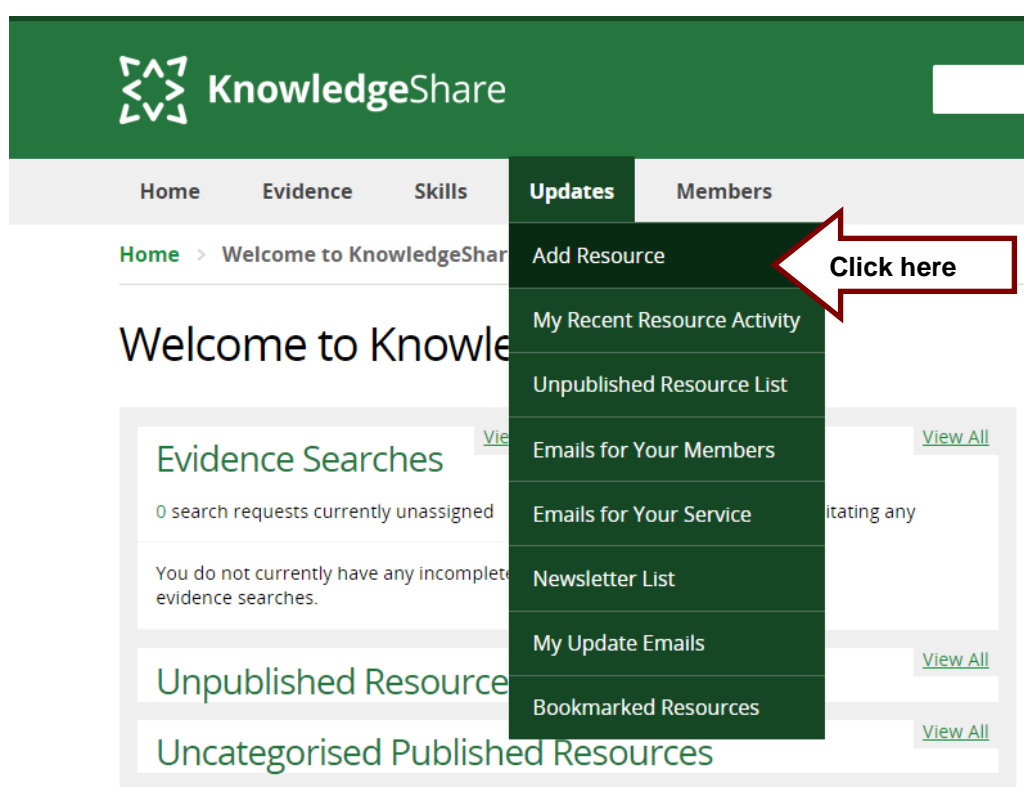 KnowledgeShare
Home Evidence Skills Updates Members
Home > Welcome to KnowledgeShar
Add Resource
Click here
My Recent Resource Activity
Unpublished Resource List
Emails for Your Members
Emails for Your Service
Newsletter List
My Update Emails
Bookmarked Resources
Welcome to Knowle
Evidence Searches
Vie
View All
0 search requests currently unassigned
itating any
You do not currently have any incomplete
evidence searches.
Unpublished Resource
View All
Uncategorised Published Resources
View All